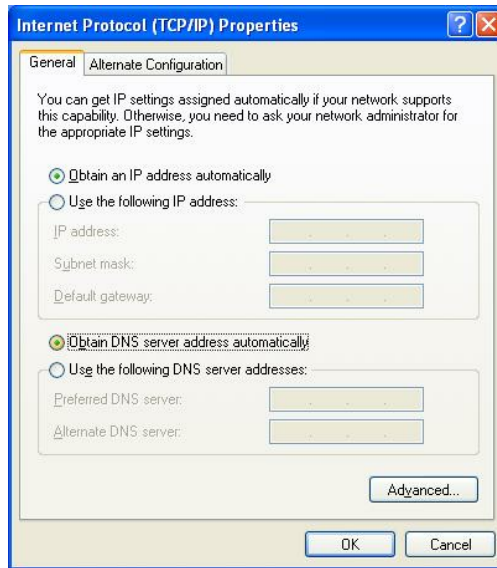 Internet Protocol (TCP/IP) Properties
General
Alternate Configuration
You can get IP settings assigned automatically if your network supports
this capability. Otherwise, you need to ask your network administrator for
the appropriate IP settings.
Obtain an IP address automatically
Use the following IP address:
IP address:
Subnet mask:
Default gateway:
Obtain DNS server address automatically
Use the following DNS server addresses:
Preferred DNS server:
Alternate DNS server:
Advanced...
OK
Cancel